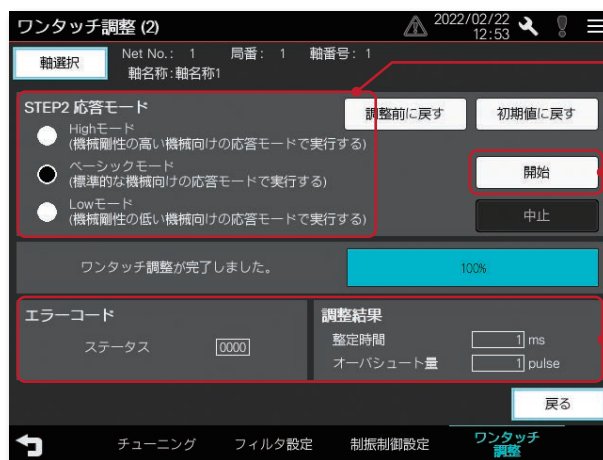 ワンタッチ調整 (2)
2022/02/22
12:53
軸選択
Net No.: 1 局番: 1 軸番号: 1
軸名称:軸名称1
STEP2 応答モード
調整前に戻す
初期値に戻す
Highモード
(機械剛性の高い機械向けの応答モードで実行する)
ベーシックモード
(標準的な機械向けの応答モードで実行する)
開始
Lowモード
(機械剛性の低い機械向けの応答モードで実行する)
中止
ワンタッチ調整が完了しました。
100%
エラーコード
調整結果
ステータス 0000
整定時間 1 ms
オーバシュート量 1 pulse
戻る
チューニング フィルタ設定 制振制御設定 ワンタッチ
調整